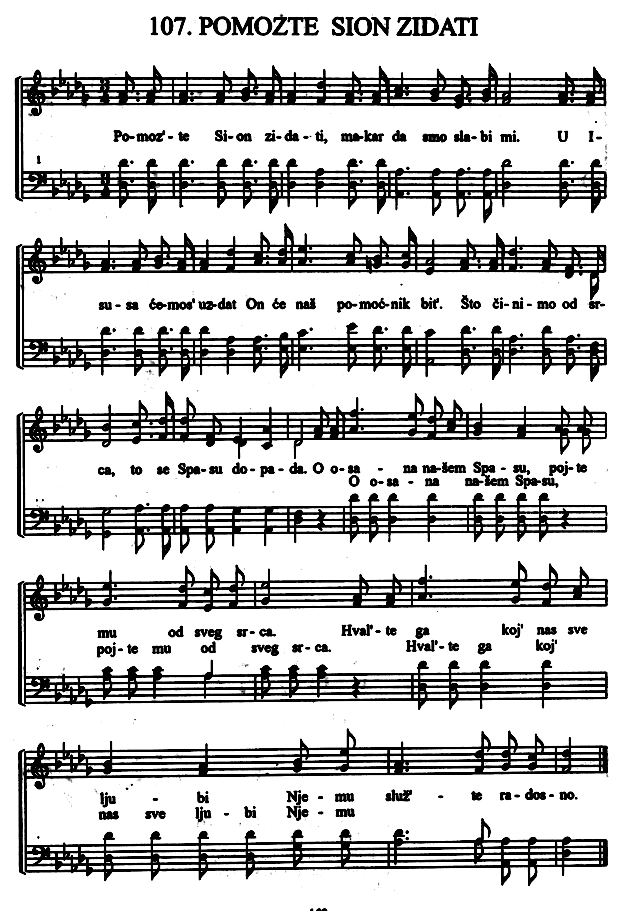 107. POMOŻTE SION ZIDATI
Po-moz'-te Si-on zi-da-ti, ma-kar da smo sla-bi mi. U I-
1
su-sa će-mos' uz-dat On će naš po-moć-nik bit'. Što či-ni-mo od sr-
ca, to se Spa-su do-pa-da. O o-sa - na na-šem Spa-su, poj-te
O o-sa - na na-šem Spa-su,
mu od sveg sr-ca. Hval'-te ga koj' nas sve
poj-te mu od sveg sr-ca. Hval'-te ga koj'
lju - bi Nje-mu služ' - te ra-dos-no.
nas sve lju-bi Nje-mu